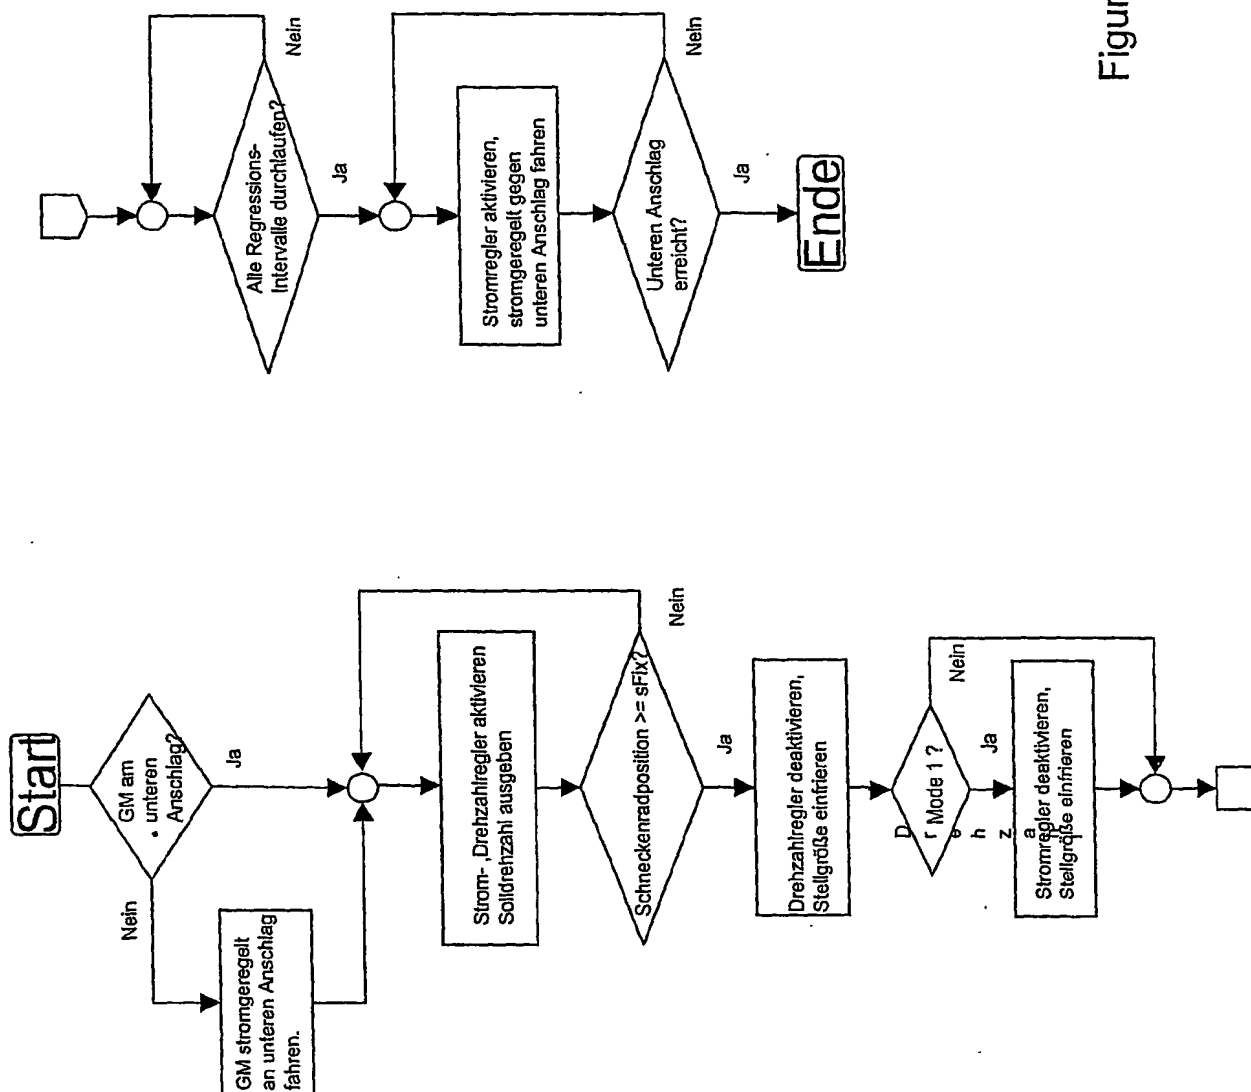 Start
GM am
unteren
Anschlag?
Ja
Nein
GM stromgeregelt
an unteren Anschlag
fahren.
Strom- ,Drehzahlregler aktivieren
Solldrehzahl ausgeben
Schneckenradposition >= sFix?
Nein
Ja
Drehzahlregler deaktivieren,
Stellgröße einfrieren
Mode 1 ?
Nein
Ja
D r e h z a h l
Stromregler deaktivieren,
Stellgröße einfrieren
Alle Regressions-
Intervalle durchlaufen?
Nein
Ja
Stromregler aktivieren,
stromgeregelt gegen
unteren Anschlag fahren
Unteren Anschlag
erreicht?
Nein
Ja
Ende
Figur